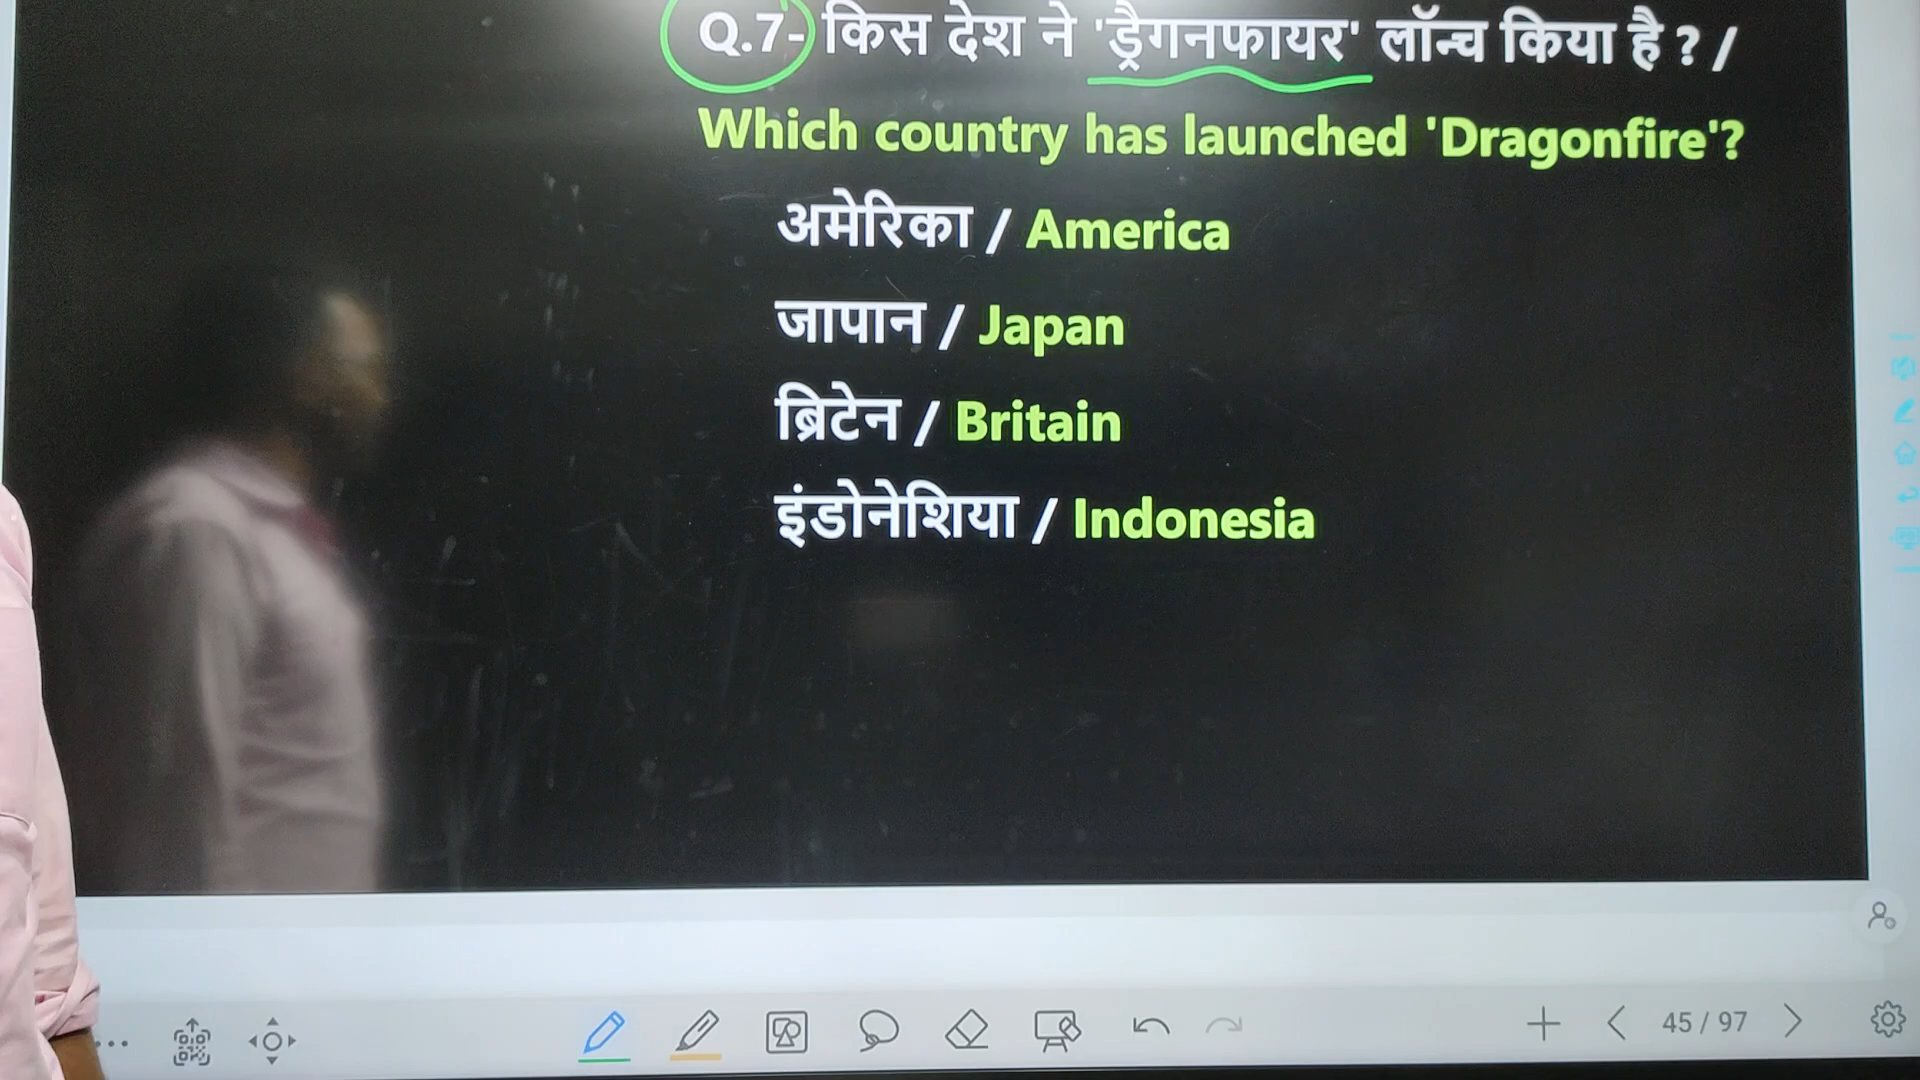 Q.7- किस देश ने 'ड्रैगनफायर' लॉन्च किया है ? /
Which country has launched 'Dragonfire'?
अमेरिका / America
जापान / Japan
ब्रिटेन / Britain
इंडोनेशिया / Indonesia
45 / 97